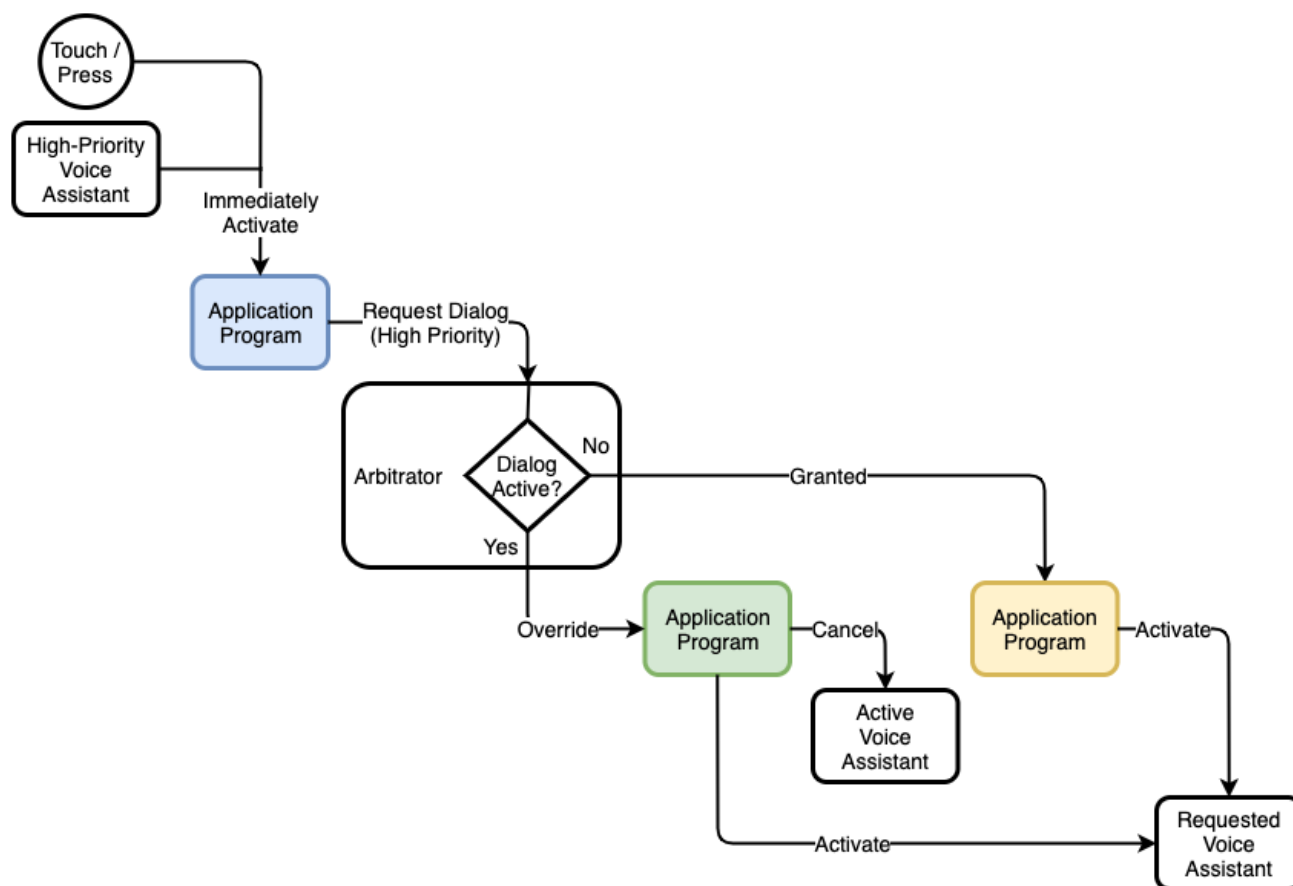 Touch /
Press
High-Priority
Voice
Assistant
Immediately
Activate
Application
Program
Request Dialog
(High Priority)
Arbitrator
Dialog
Active?
No
Yes
Granted
Override
Application
Program
Cancel
Application
Program
Activate
Active
Voice
Assistant
Activate
Requested
Voice
Assistant